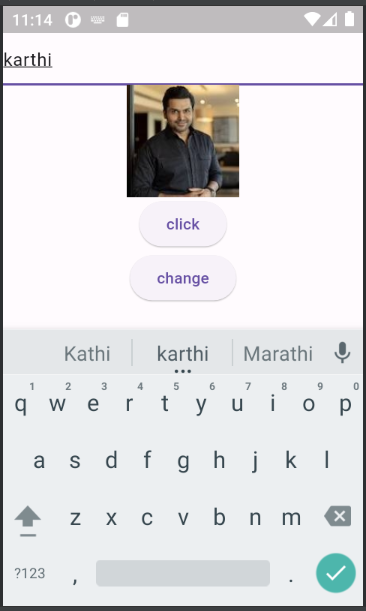 11:14
karthi
click
change
Kathi karthi Marathi
1 2 3 4 5 6 7 8 9 0
q w e r t y u i o p
a s d f g h j k l
z x c v b n m
?123 , .